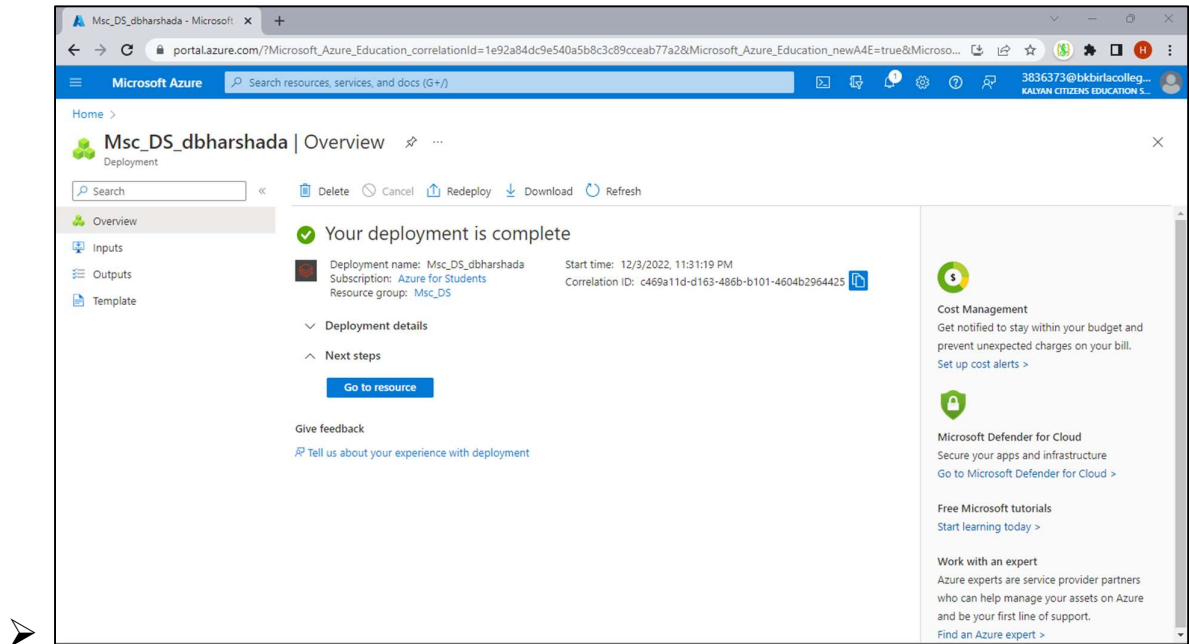 Msc_DS_dbharshada - Microsoft
portal.azure.com/?Microsoft_Azure_Education_correlationId=1e92a84dc9e540a5b8c3c89cceab77a2&Microsoft_Azure_Education_newA4E=true&Microso...
H
Microsoft Azure
Search resources, services, and docs (G+/)
1
3836373@bkbirlacolleg...
KALYAN CITIZENS EDUCATION S...
Home >
Msc_DS_dbharshada | Overview
Deployment
Search
«
Delete
Cancel
Redeploy
Download
Refresh
Overview
Inputs
Outputs
Template
Your deployment is complete
Deployment name: Msc_DS_dbharshada
Subscription: Azure for Students
Resource group: Msc_DS
Start time: 12/3/2022, 11:31:19 PM
Correlation ID: c469a11d-d163-486b-b101-4604b2964425
Deployment details
Next steps
Go to resource
Give feedback
Tell us about your experience with deployment
$
Cost Management
Get notified to stay within your budget and
prevent unexpected charges on your bill.
Set up cost alerts >
Microsoft Defender for Cloud
Secure your apps and infrastructure
Go to Microsoft Defender for Cloud >
Free Microsoft tutorials
Start learning today >
Work with an expert
Azure experts are service provider partners
who can help manage your assets on Azure
and be your first line of support.
Find an Azure expert >